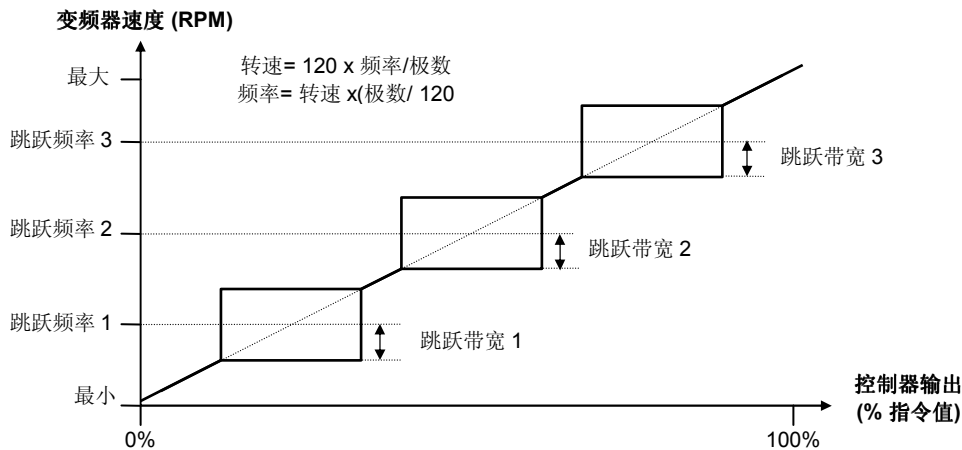 变频器速度 (RPM)
转速= 120 x 频率/极数
频率= 转速 x(极数/ 120
最大
跳跃频率 3
跳跃带宽 3
跳跃频率 2
跳跃带宽 2
跳跃频率 1
跳跃带宽 1
最小
控制器输出
(% 指令值)
0%
100%